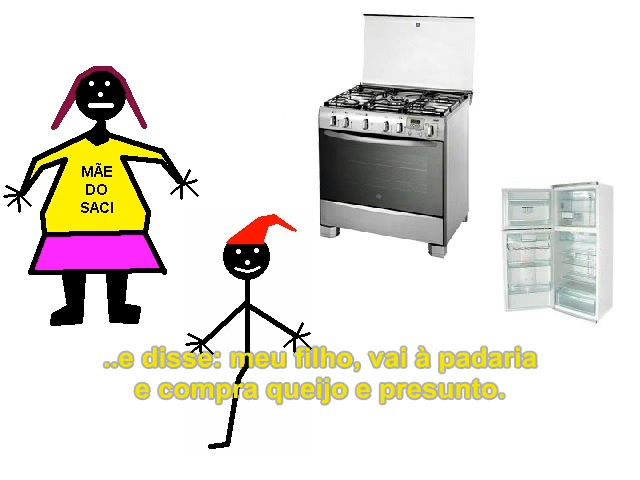 MÃE
DO
SACI
..e disse: meu filho, vai à padaria
e compra queijo e presunto.